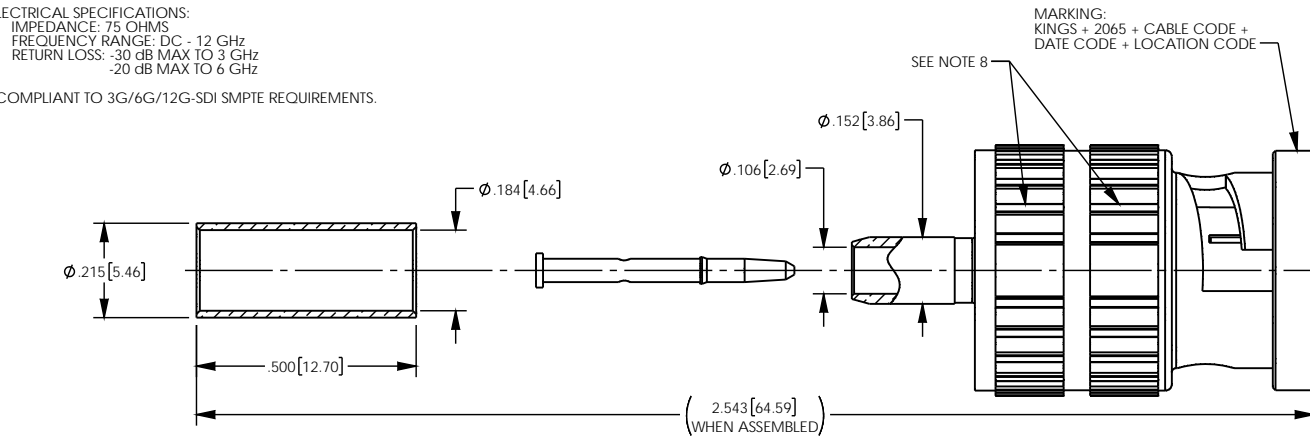 LECTRICAL SPECIFICATIONS:
IMPEDANCE: 75 OHMS
FREQUENCY RANGE: DC - 12 GHz
RETURN LOSS: -30 dB MAX TO 3 GHz
-20 dB MAX TO 6 GHz
COMPLIANT TO 3G/6G/12G-SDI SMPTE REQUIREMENTS.
MARKING:
KINGS + 2065 + CABLE CODE +
DATE CODE + LOCATION CODE
SEE NOTE 8
Ø.152[3.86]
Ø.106[2.69]
Ø.184[4.66]
Ø.215[5.46]
.500[12.70]
(2.543[64.59]
WHEN ASSEMBLED)